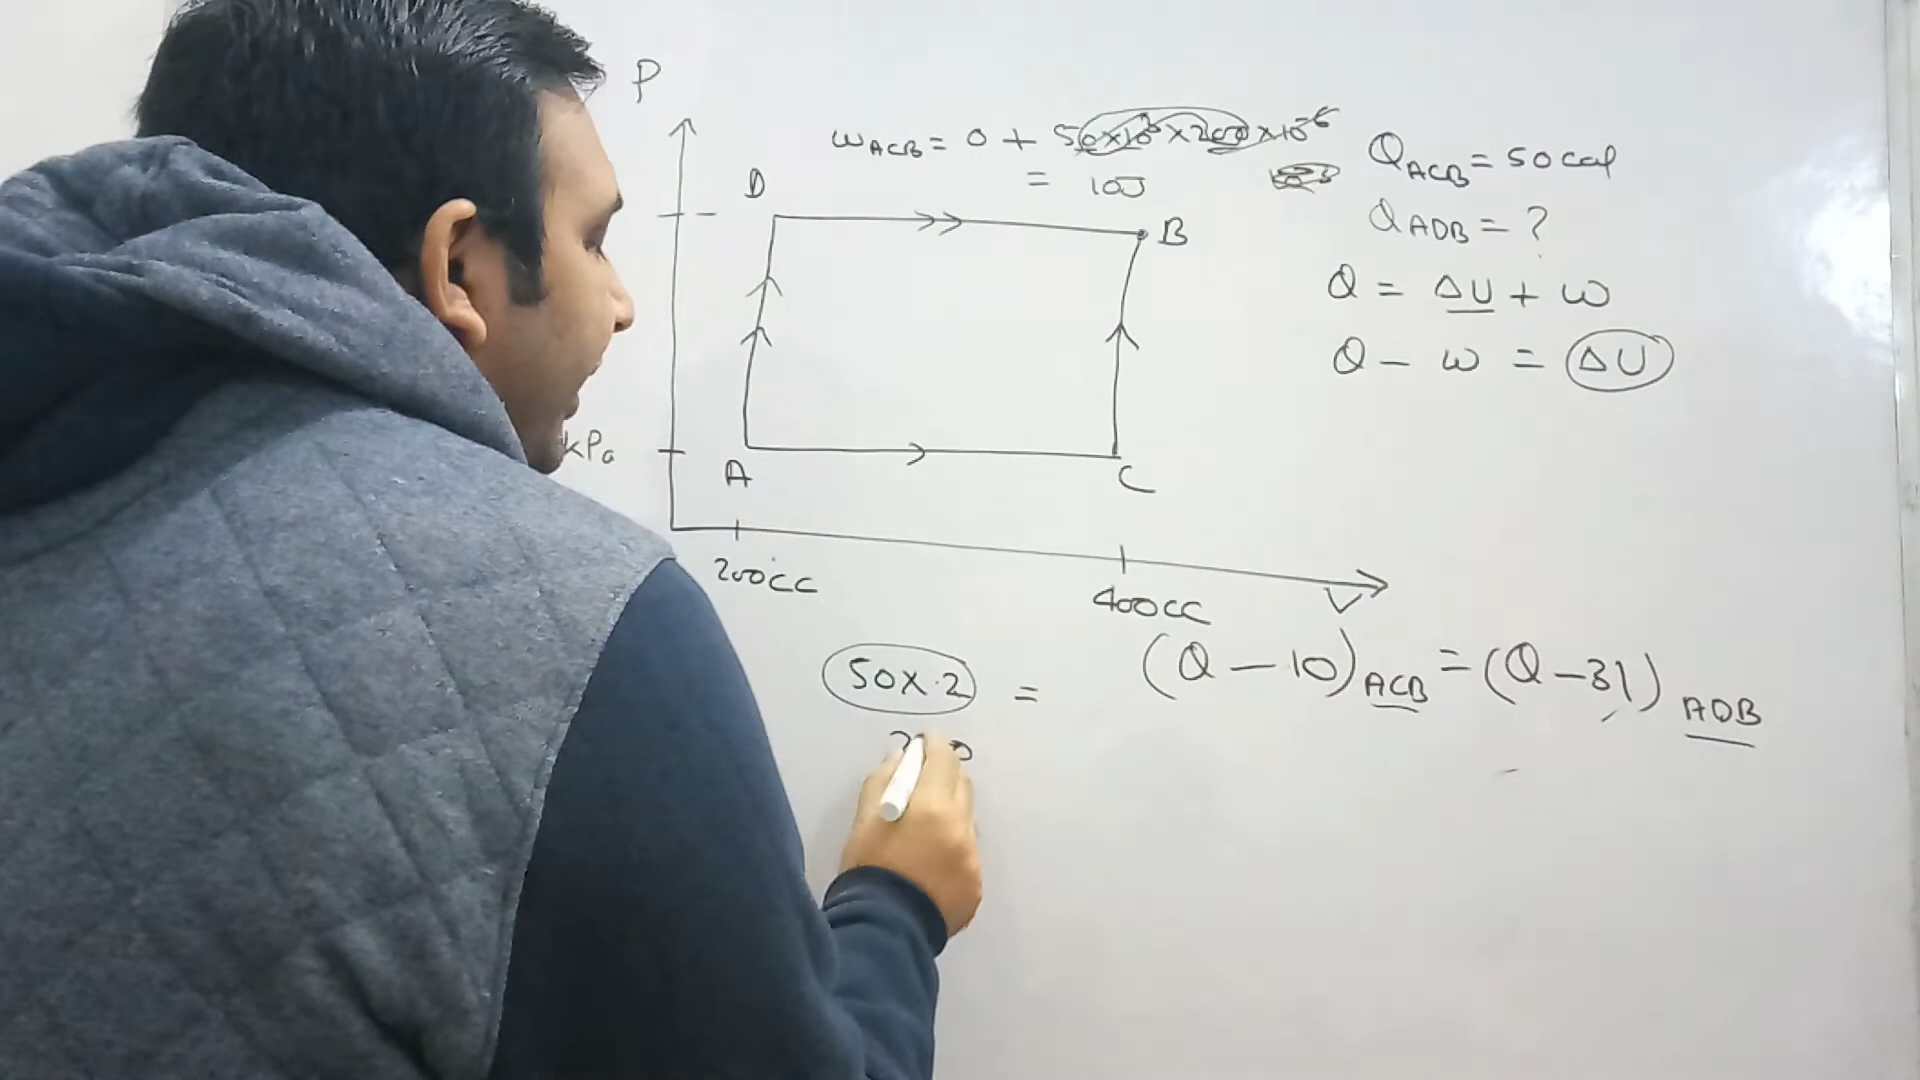 P
W_ACB = 0 + 50×10³×200×10⁻⁶
= 10J
Q_ACB = 50 cal
Q_ADB = ?
Q = ΔU + W
Q - W = ΔU
D
B
kPa
A
C
200CC
400CC
V
50×.2 = (Q - 10)_ACB = (Q - 31)_ADB